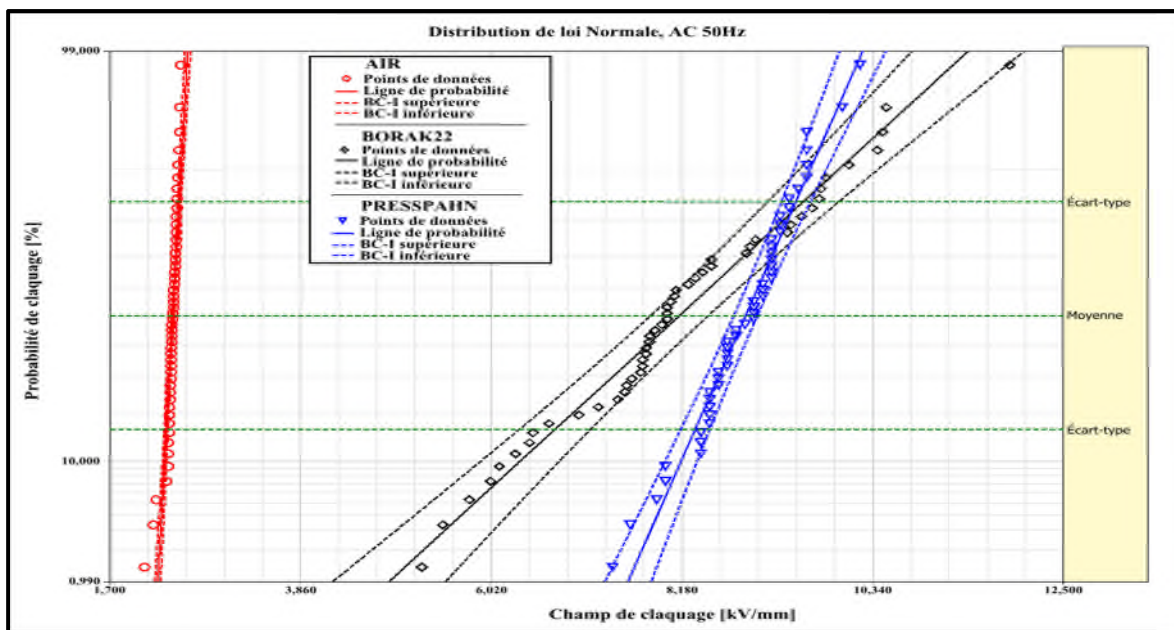 Distribution de loi Normale, AC 50Hz
99,000
AIR
Points de données
Ligne de probabilité
BC-I supérieure
BC-I inférieure
BORAK22
Points de données
Ligne de probabilité
BC-I supérieure
BC-I inférieure
PRESSPAHN
Points de données
Ligne de probabilité
BC-I supérieure
BC-I inférieure
Écart-type
Moyenne
Écart-type
Probabilité de claquage [%]
10,000
0,990
1,700
3,860
6,020
8,180
10,340
12,500
Champ de claquage [kV/mm]